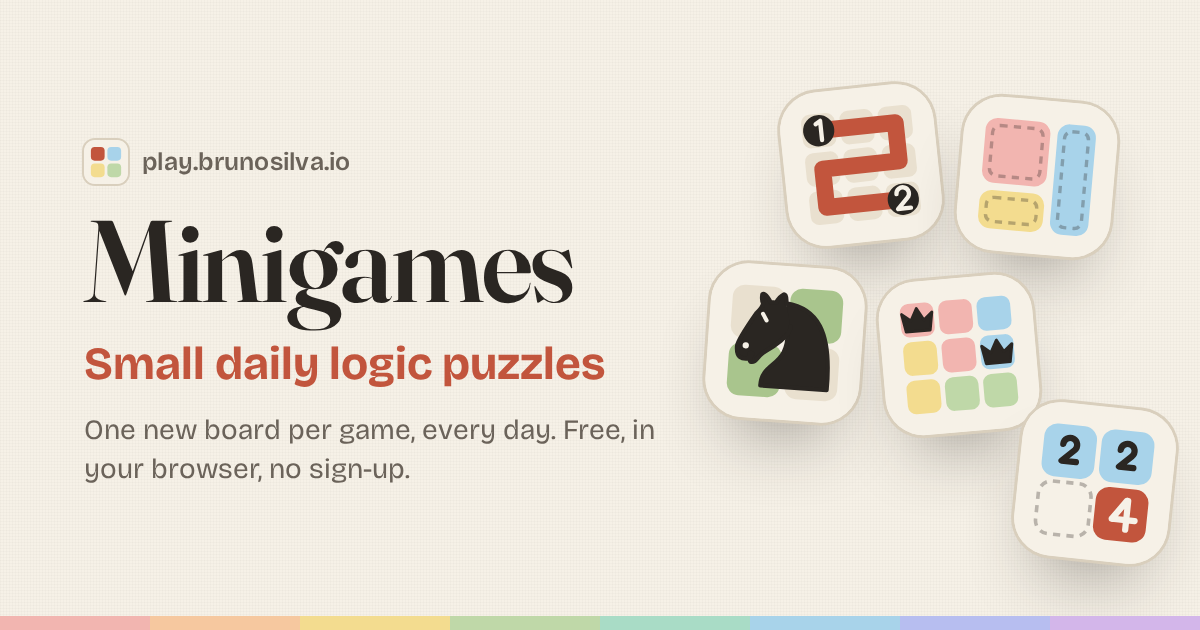 play.brunosilva.io
Minigames
Small daily logic puzzles
One new board per game, every day. Free, in
your browser, no sign-up.
1
2
2 2
4